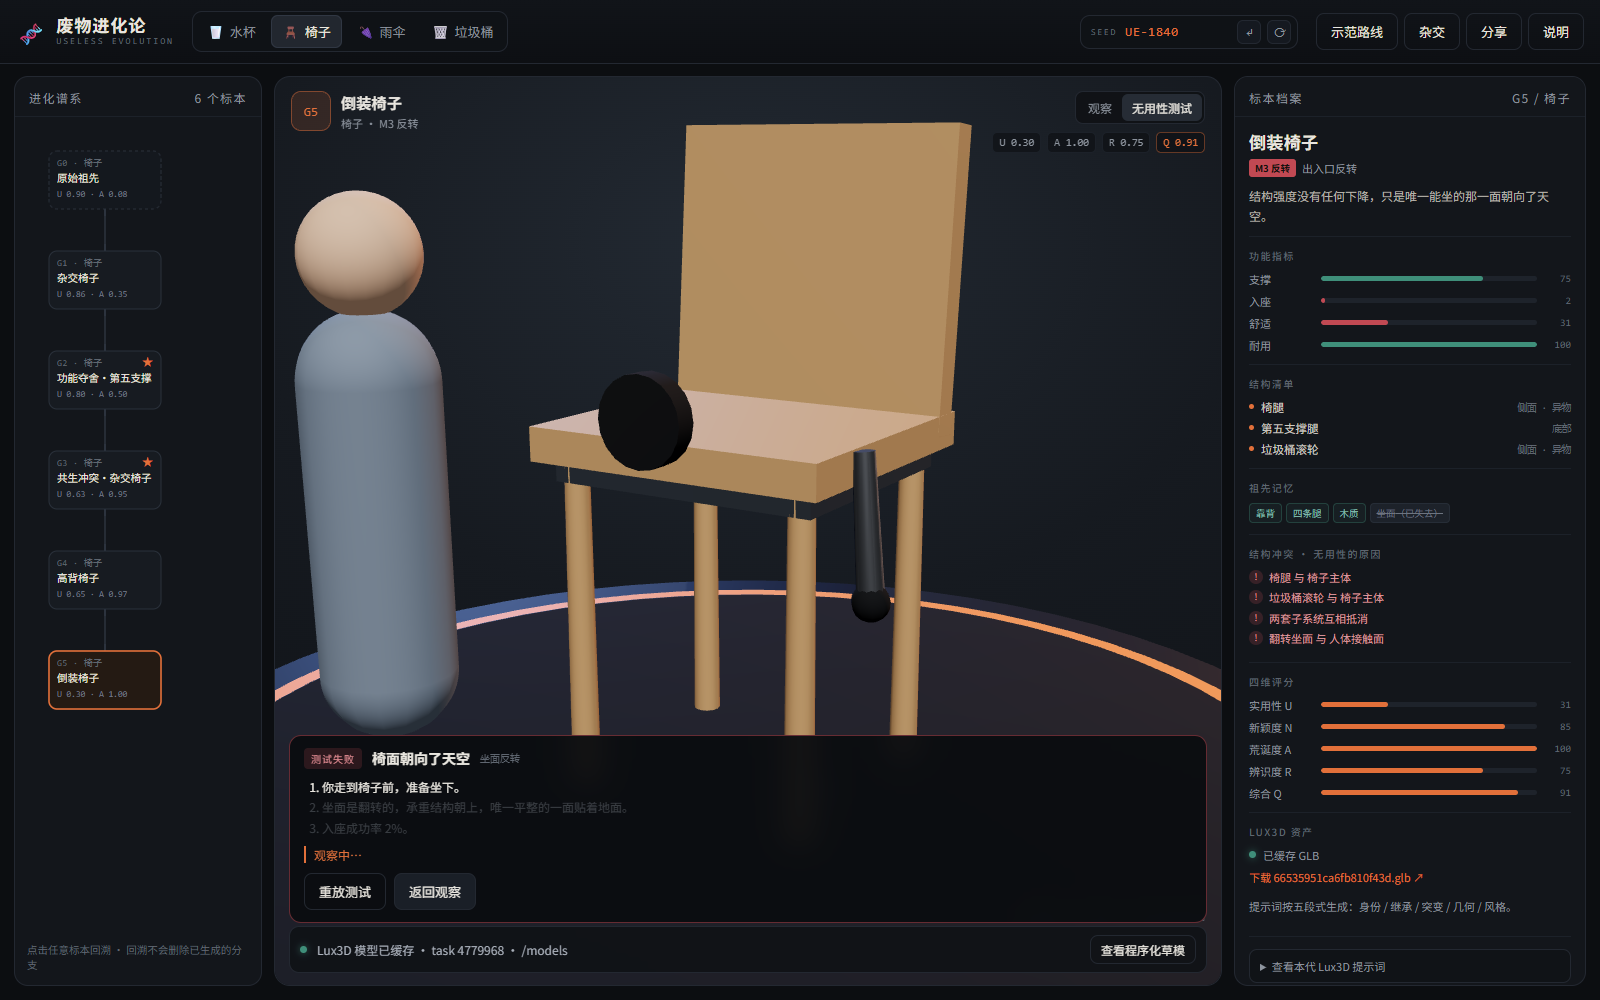 废物进化论
USELESS EVOLUTION
水杯
椅子
雨伞
垃圾桶
SEED UE-1840
示范路线
杂交
分享
说明
进化谱系
6 个标本
G0 · 椅子
原始祖先
U 0.90 · A 0.08
G1 · 椅子
杂交椅子
U 0.86 · A 0.35
G2 · 椅子
功能夺舍·第五支撑
U 0.80 · A 0.50
G3 · 椅子
共生冲突·杂交椅子
U 0.63 · A 0.95
G4 · 椅子
高背椅子
U 0.65 · A 0.97
G5 · 椅子
倒装椅子
U 0.30 · A 1.00
点击任意标本回溯 · 回溯不会删除已生成的分
支
G5
倒装椅子
椅子 · M3 反转
观察
无用性测试
U 0.30
A 1.00
R 0.75
Q 0.91
测试失败 椅面朝向了天空 坐面反转
1. 你走到椅子前，准备坐下。
2. 坐面是翻转的，承重结构朝上，唯一平整的一面贴着地面。
3. 入座成功率 2%。
观察中…
重放测试
返回观察
Lux3D 模型已缓存 · task 4779968 · /models
查看程序化草模
标本档案
G5 / 椅子
倒装椅子
M3 反转 出入口反转
结构强度没有任何下降，只是唯一能坐的那一面朝向了天
空。
功能指标
支撑 75
入座 2
舒适 31
耐用 100
结构清单
椅腿 侧面 · 异物
第五支撑腿 底部
垃圾桶滚轮 侧面 · 异物
祖先记忆
靠背
四条腿
木质
坐面（已失去）
结构冲突 · 无用性的原因
! 椅腿 与 椅子主体
! 垃圾桶滚轮 与 椅子主体
! 两套子系统互相抵消
! 翻转坐面 与 人体接触面
四维评分
实用性 U 31
新颖度 N 85
荒诞度 A 100
辨识度 R 75
综合 Q 91
LUX3D 资产
已缓存 GLB
下载 66535951ca6fb810f43d.glb ↗
提示词按五段式生成：身份 / 继承 / 突变 / 几何 / 风格。
▶ 查看本代 Lux3D 提示词